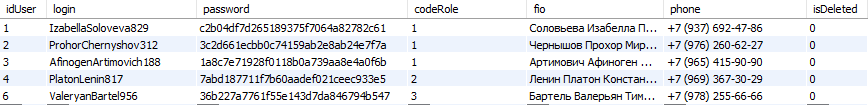 idUser login password codeRole fio phone isDeleted
1 IzabellaSoloveva829 c2b04df7d265189375f7064a82782c61 1 Соловьева Изабелла П... +7 (937) 692-47-86 0
2 ProhorChernyshov312 3c2d661ecbb0c74159ab2e8ab24e7f7a 1 Чернышов Прохор Мир... +7 (976) 260-62-27 0
3 AfinogenArtimovich188 1a8c7e71928f0118b0a739aa8e4a0f6b 1 Артимович Афиноген ... +7 (965) 415-90-90 0
4 PlatonLenin817 7abd187711f7b60aadef021ceec933e5 2 Ленин Платон Констан... +7 (969) 367-30-29 0
6 ValeryanBartel956 36b227a7761f55e143d7da846794b547 3 Бартель Валерьян Тим... +7 (978) 255-66-66 0